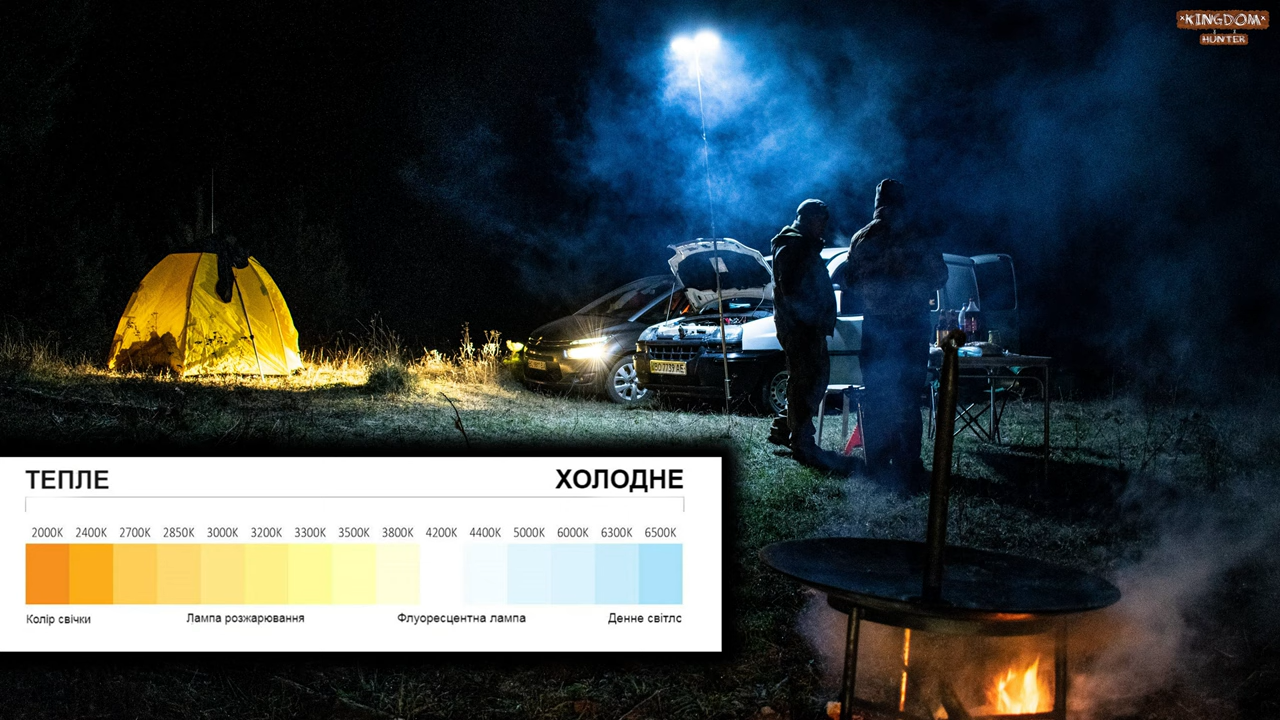 KINGDOM
HUNTER
ТЕПЛЕ ХОЛОДНЕ
2000K 2400K 2700K 2850K 3000K 3200K 3300K 3500K 3800K 4200K 4400K 5000K 6000K 6300K 6500K
Колір свічки Лампа розжарювання Флуоресцентна лампа Денне світлс